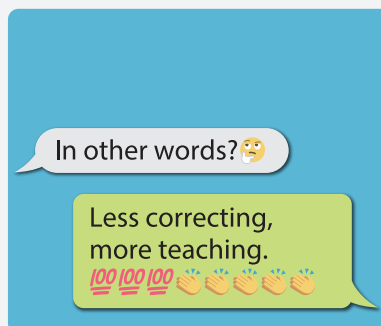 In other words?🤔
Less correcting,
more teaching.
💯💯💯👏👏👏👏👏